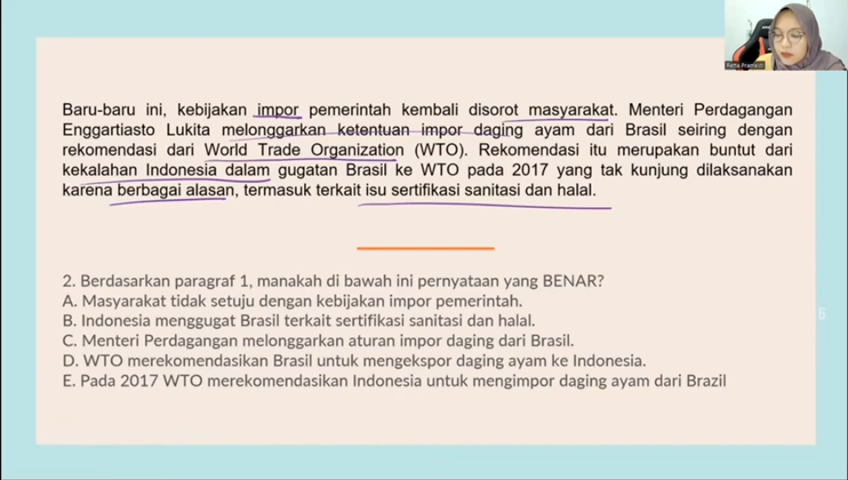 Ratta Pramesti
Baru-baru ini, kebijakan impor pemerintah kembali disorot masyarakat. Menteri Perdagangan
Enggartiasto Lukita melonggarkan ketentuan impor daging ayam dari Brasil seiring dengan
rekomendasi dari World Trade Organization (WTO). Rekomendasi itu merupakan buntut dari
kekalahan Indonesia dalam gugatan Brasil ke WTO pada 2017 yang tak kunjung dilaksanakan
karena berbagai alasan, termasuk terkait isu sertifikasi sanitasi dan halal.
2. Berdasarkan paragraf 1, manakah di bawah ini pernyataan yang BENAR?
A. Masyarakat tidak setuju dengan kebijakan impor pemerintah.
B. Indonesia menggugat Brasil terkait sertifikasi sanitasi dan halal.
C. Menteri Perdagangan melonggarkan aturan impor daging dari Brasil.
D. WTO merekomendasikan Brasil untuk mengekspor daging ayam ke Indonesia.
E. Pada 2017 WTO merekomendasikan Indonesia untuk mengimpor daging ayam dari Brazil
6